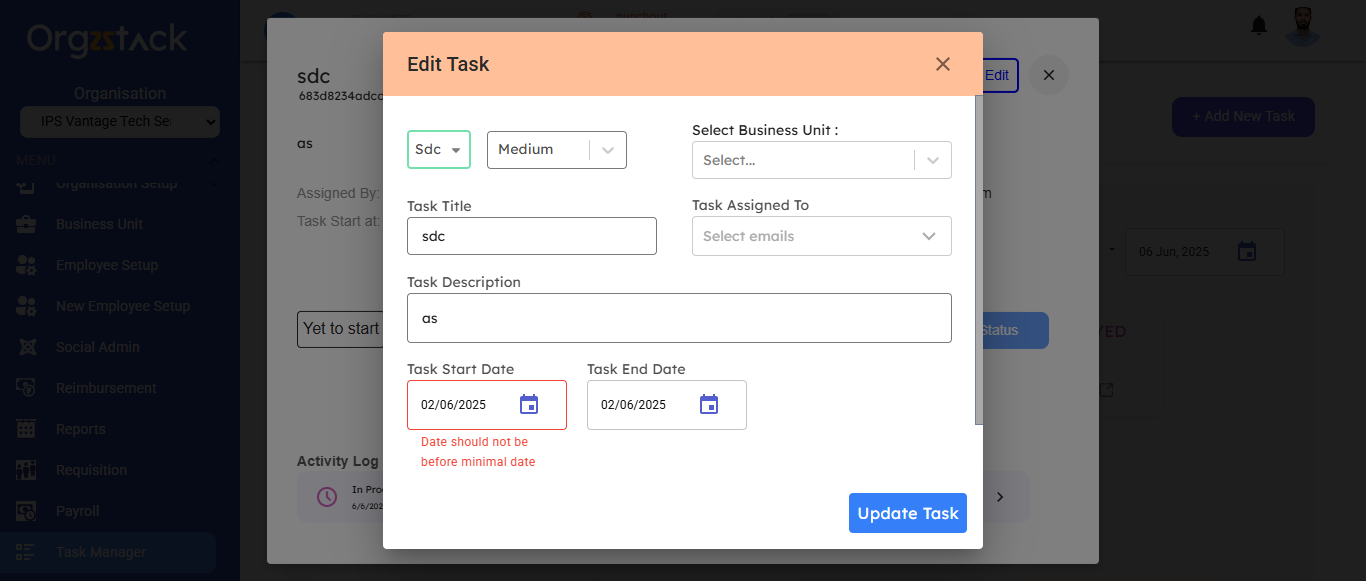 Orgzstack
Organisation
IPS Vantage Tech Se
MENU
Organisation Setup
Business Unit
Employee Setup
New Employee Setup
Social Admin
Reimbursement
Reports
Requisition
Payroll
Task Manager
sdc
683d8234adcc
as
Assigned By:
Task Start at:
Yet to start
Activity Log
In Pro
6/6/202
Edit Task
Sdc
Medium
Select Business Unit :
Select...
Task Title
sdc
Task Assigned To
Select emails
Task Description
as
Task Start Date
02/06/2025
Date should not be
before minimal date
Task End Date
02/06/2025
Update Task
Edit
m
Status
+ Add New Task
-
06 Jun, 2025
YED